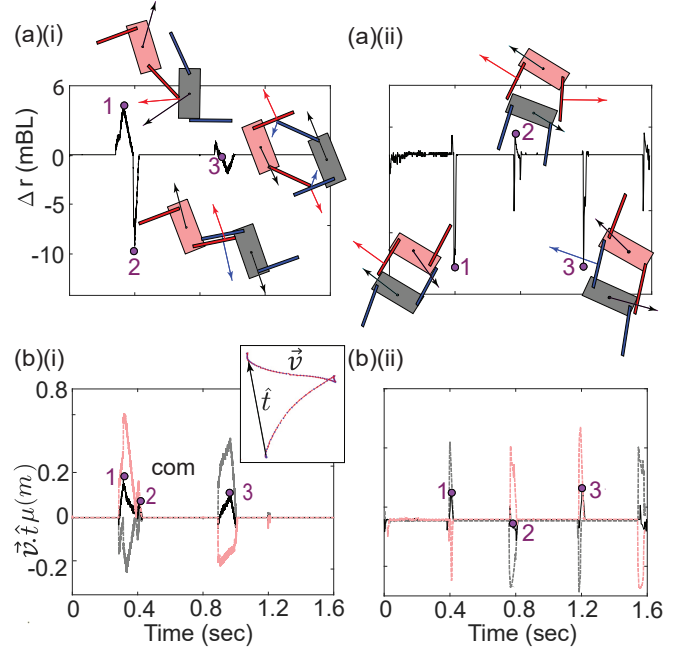 (a)(i)
(a)(ii)
6
0
-5
-10
Δ r (mBL)
1
2
3
1
2
3
(b)(i)
(b)(ii)
0.8
0.2
0
-0.2
v⃗.t̂ μ(m)
com
1
2
3
v⃗
t̂
1
2
3
0 0.4 0.8 1.2 1.6
Time (sec)
0 0.4 0.8 1.2 1.6
Time (sec)